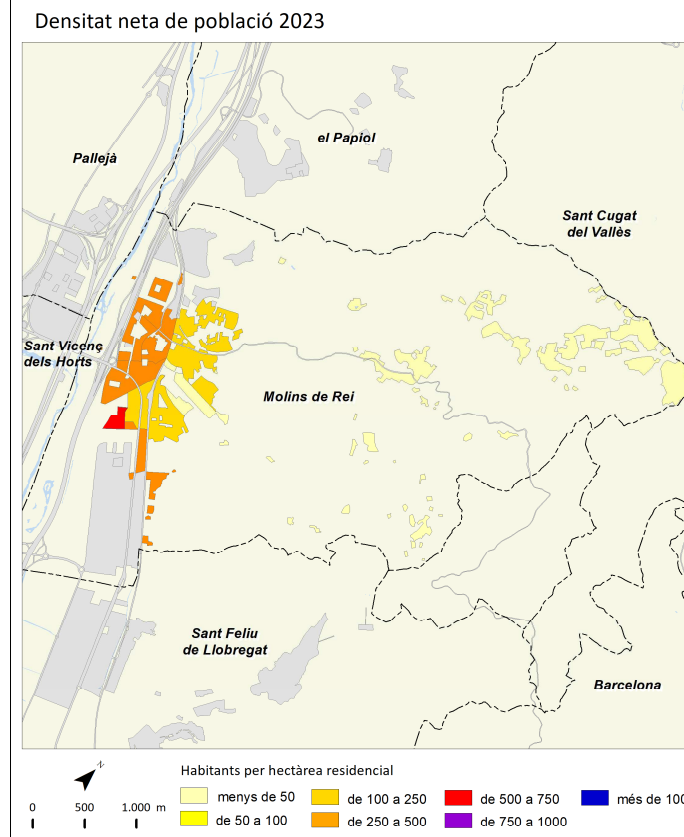 Densitat neta de població 2023
el Papiol
Pallejà
Sant Cugat
del Vallès
Sant Vicenç
dels Horts
Molins de Rei
Sant Feliu
de Llobregat
Barcelona
N
Habitants per hectàrea residencial
menys de 50
de 100 a 250
de 500 a 750
més de 100
de 50 a 100
de 250 a 500
de 750 a 1000
0 500 1.000 m